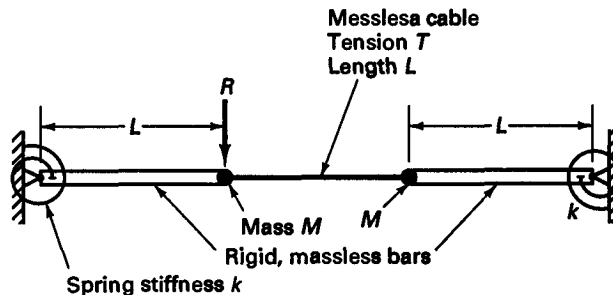 Messlesa cable
Tension T
Length L
R
L
L
Mass M
M
k
Rigid, massless bars
Spring stiffness k